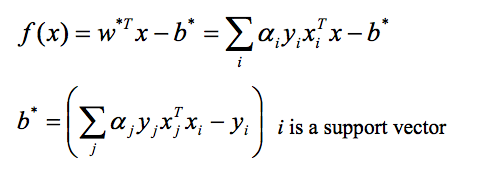 f(x) = w*ᵀx − b* = ∑ᵢ αᵢyᵢxᵢᵀx − b*
b* = (∑ⱼ αⱼyⱼxⱼᵀxᵢ − yᵢ) i is a support vector